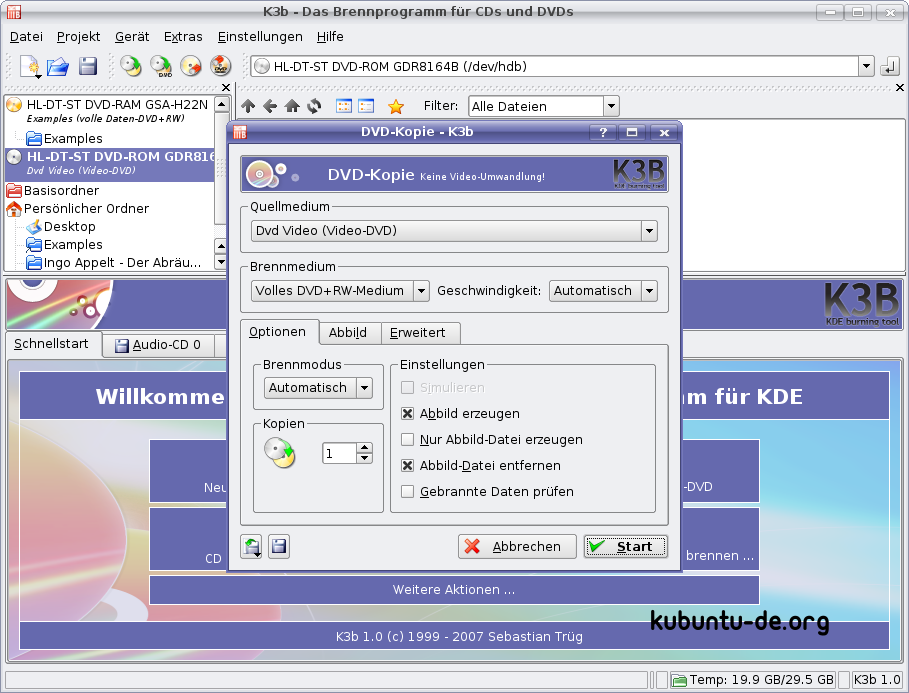 K3b - Das Brennprogramm für CDs und DVDs
Datei Projekt Gerät Extras Einstellungen Hilfe
DVD
HL-DT-ST DVD-ROM GDR8164B (/dev/hdb)
HL-DT-ST DVD-RAM GSA-H22N
Examples (volle Daten-DVD+RW)
Examples
HL-DT-ST DVD-ROM GDR816
Dvd Video (Video-DVD)
Basisordner
Persönlicher Ordner
Desktop
Examples
Ingo Appelt - Der Abräu...
Filter: Alle Dateien
DVD-Kopie - K3b
DVD-Kopie Keine Video-Umwandlung!
K3B
KDE burning tool
Quellmedium
Dvd Video (Video-DVD)
Brennmedium
Volles DVD+RW-Medium Geschwindigkeit: Automatisch
Optionen Abbild Erweitert
Brennmodus
Automatisch
Kopien
1
Einstellungen
Simulieren
Abbild erzeugen
Nur Abbild-Datei erzeugen
Abbild-Datei entfernen
Gebrannte Daten prüfen
Abbrechen Start
K3B
KDE burning tool
Schnellstart Audio-CD 0
Willkomme m für KDE
Neu -DVD
CD brennen ...
Weitere Aktionen ...
kubuntu-de.org
K3b 1.0 (c) 1999 - 2007 Sebastian Trüg
Temp: 19.9 GB/29.5 GB K3b 1.0